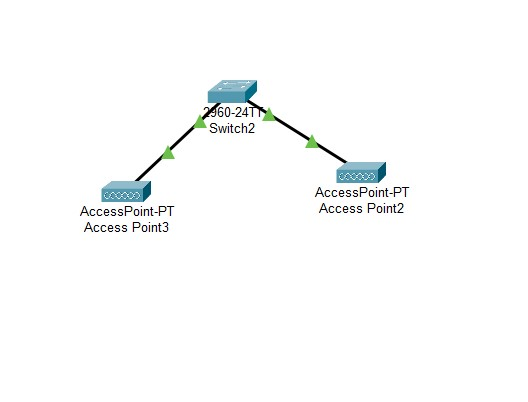 2960-24TT
Switch2
AccessPoint-PT
Access Point3
AccessPoint-PT
Access Point2